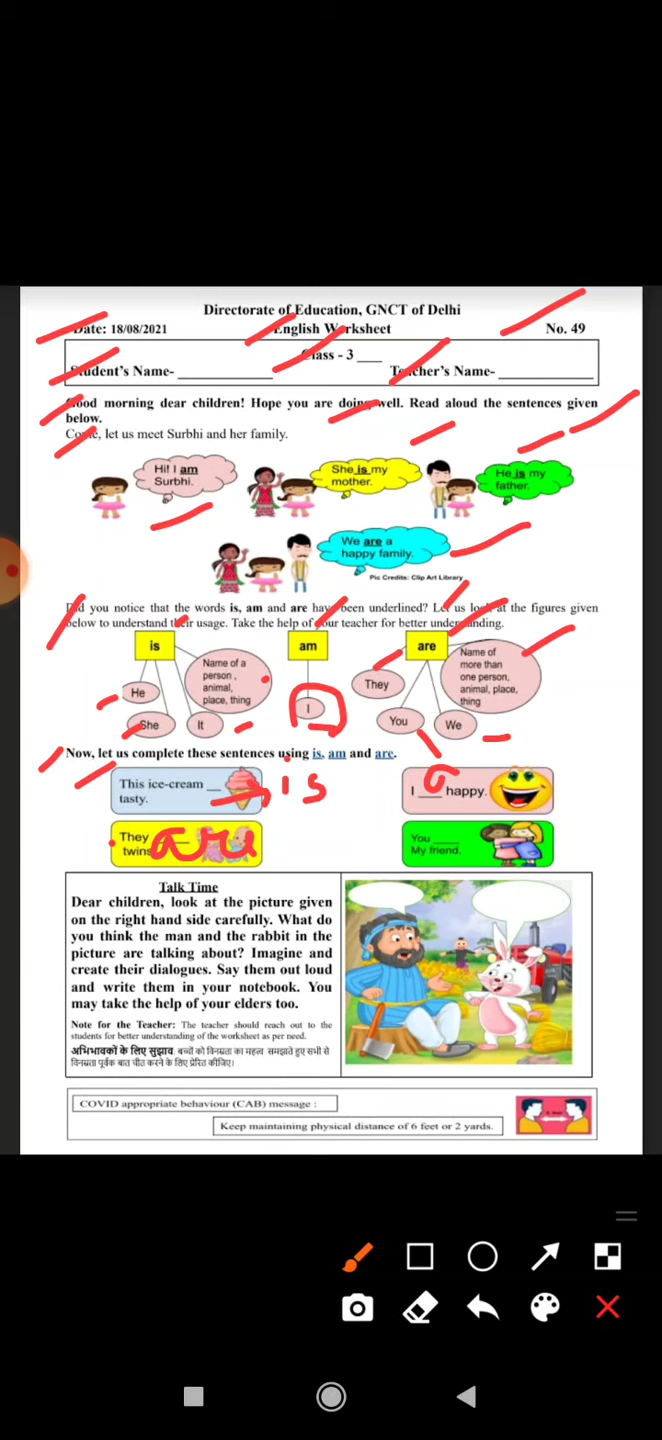 Directorate of Education, GNCT of Delhi
Date: 18/08/2021 English Worksheet No. 49
Class - 3 ___
Student's Name- ____________ Teacher's Name- ____________
Good morning dear children! Hope you are doing well. Read aloud the sentences given
below.
Come, let us meet Surbhi and her family.
Hi! I am
Surbhi.
She is my
mother.
He is my
father.
We are a
happy family.
Pic Credits: Clip Art Library
Did you notice that the words is, am and are have been underlined? Let us look at the figures given
below to understand their usage. Take the help of your teacher for better understanding.
is
Name of a
person ,
animal,
place, thing
He
She
It
am
I
are
Name of
more than
one person,
animal, place,
thing
They
You
We
Now, let us complete these sentences using is, am and are.
This ice-cream __
tasty.
is
I ___ happy.
They
twins
are
You ____
My friend.
Talk Time
Dear children, look at the picture given
on the right hand side carefully. What do
you think the man and the rabbit in the
picture are talking about? Imagine and
create their dialogues. Say them out loud
and write them in your notebook. You
may take the help of your elders too.
Note for the Teacher: The teacher should reach out to the
students for better understanding of the worksheet as per need.
अभिभावकों के लिए सुझाव: बच्चों को विनम्रता का महत्व समझाते हुए सभी से
विनम्रता पूर्वक बात चीत करने के लिए प्रेरित कीजिए।
COVID appropriate behaviour (CAB) message :
Keep maintaining physical distance of 6 feet or 2 yards.